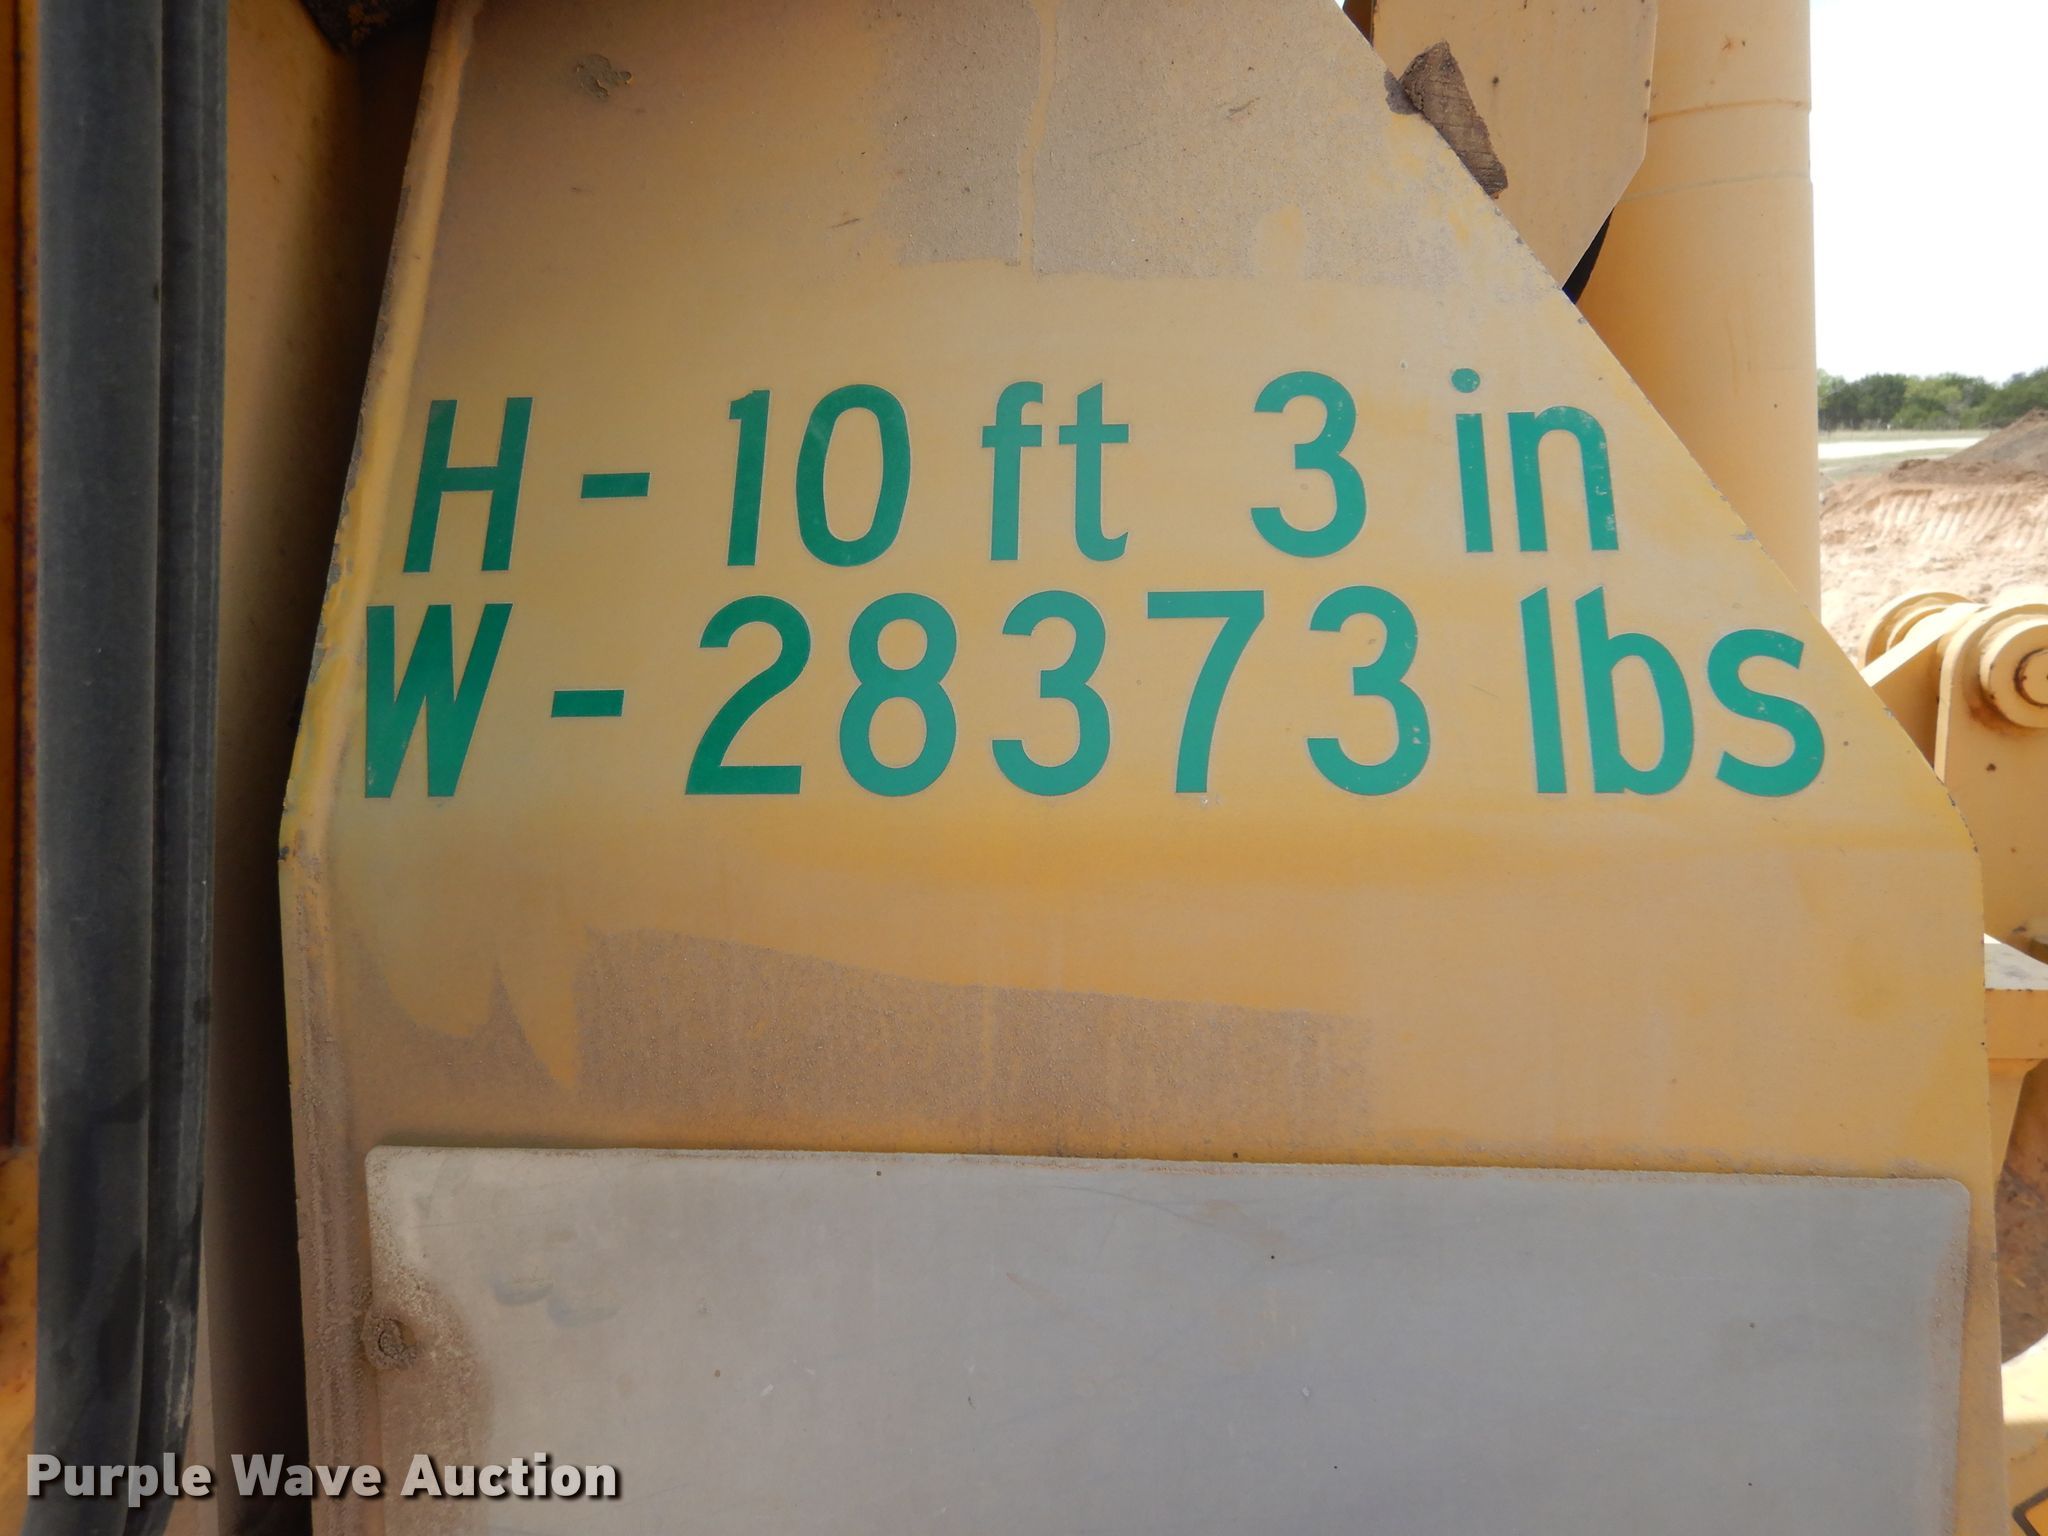 H - 10 ft 3 in
W - 28373 lbs
Purple Wave Auction